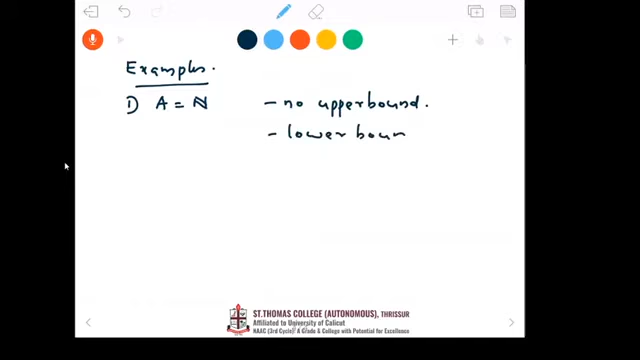 Examples.
1) A = ℕ - no upperbound.
- lower boun
ST. THOMAS COLLEGE (AUTONOMOUS), THRISSUR
Affiliated to University of Calicut
NAAC (3rd Cycle) A Grade & College with Potential for Excellence